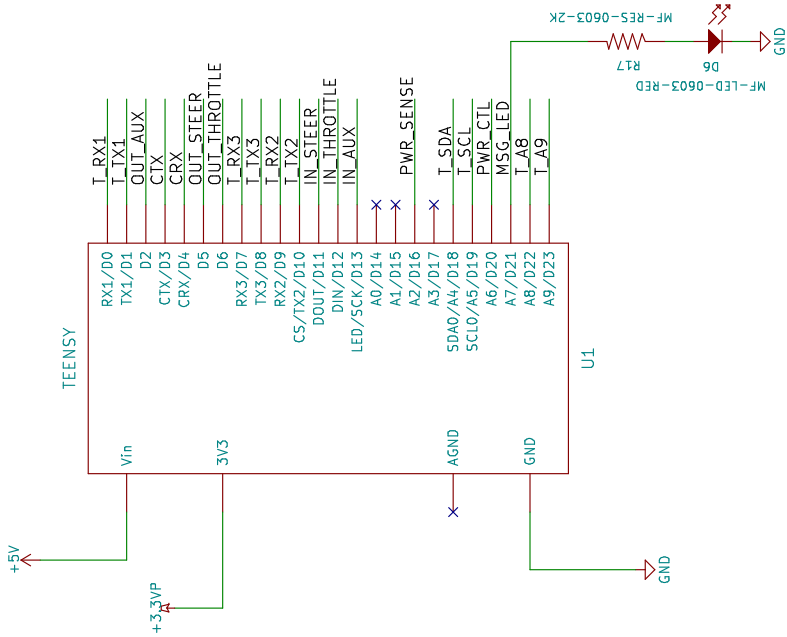 MF-RES-0603-2K
R17
D6
MF-LED-0603-RED
GND
T_RX1
T_TX1
OUT_AUX
CTX
CRX
OUT_STEER
OUT_THROTTLE
T_RX3
T_TX3
T_RX2
T_TX2
IN_STEER
IN_THROTTLE
IN_AUX
PWR_SENSE
T_SDA
T_SCL
PWR_CTL
MSG_LED
T_A8
T_A9
RX1/D0
TX1/D1
D2
CTX/D3
CRX/D4
D5
D6
RX3/D7
TX3/D8
RX2/D9
CS/TX2/D10
DOUT/D11
DIN/D12
LED/SCK/D13
A0/D14
A1/D15
A2/D16
A3/D17
SDA0/A4/D18
SCL0/A5/D19
A6/D20
A7/D21
A8/D22
A9/D23
TEENSY
U1
Vin
3V3
AGND
GND
+5V
+3.3VP
GND